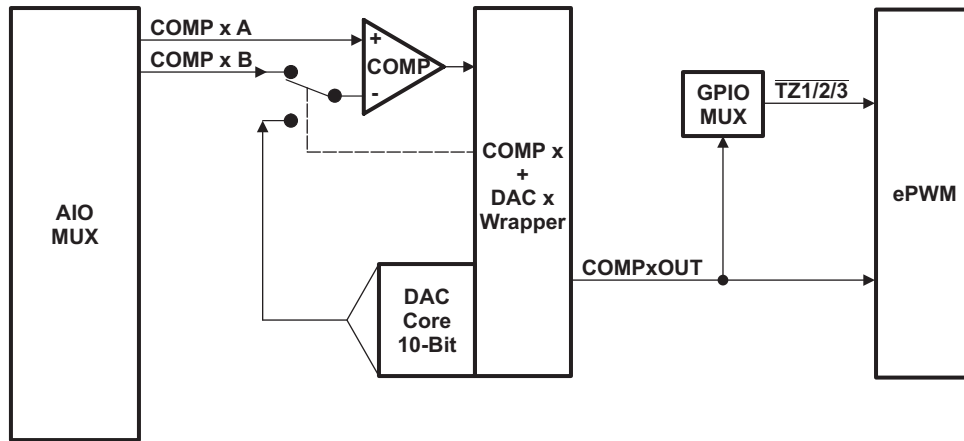 COMP x A
COMP x B
+
COMP
-
AIO
MUX
COMP x
+
DAC x
Wrapper
DAC
Core
10-Bit
COMPxOUT
GPIO
MUX
TZ1/2/3
ePWM